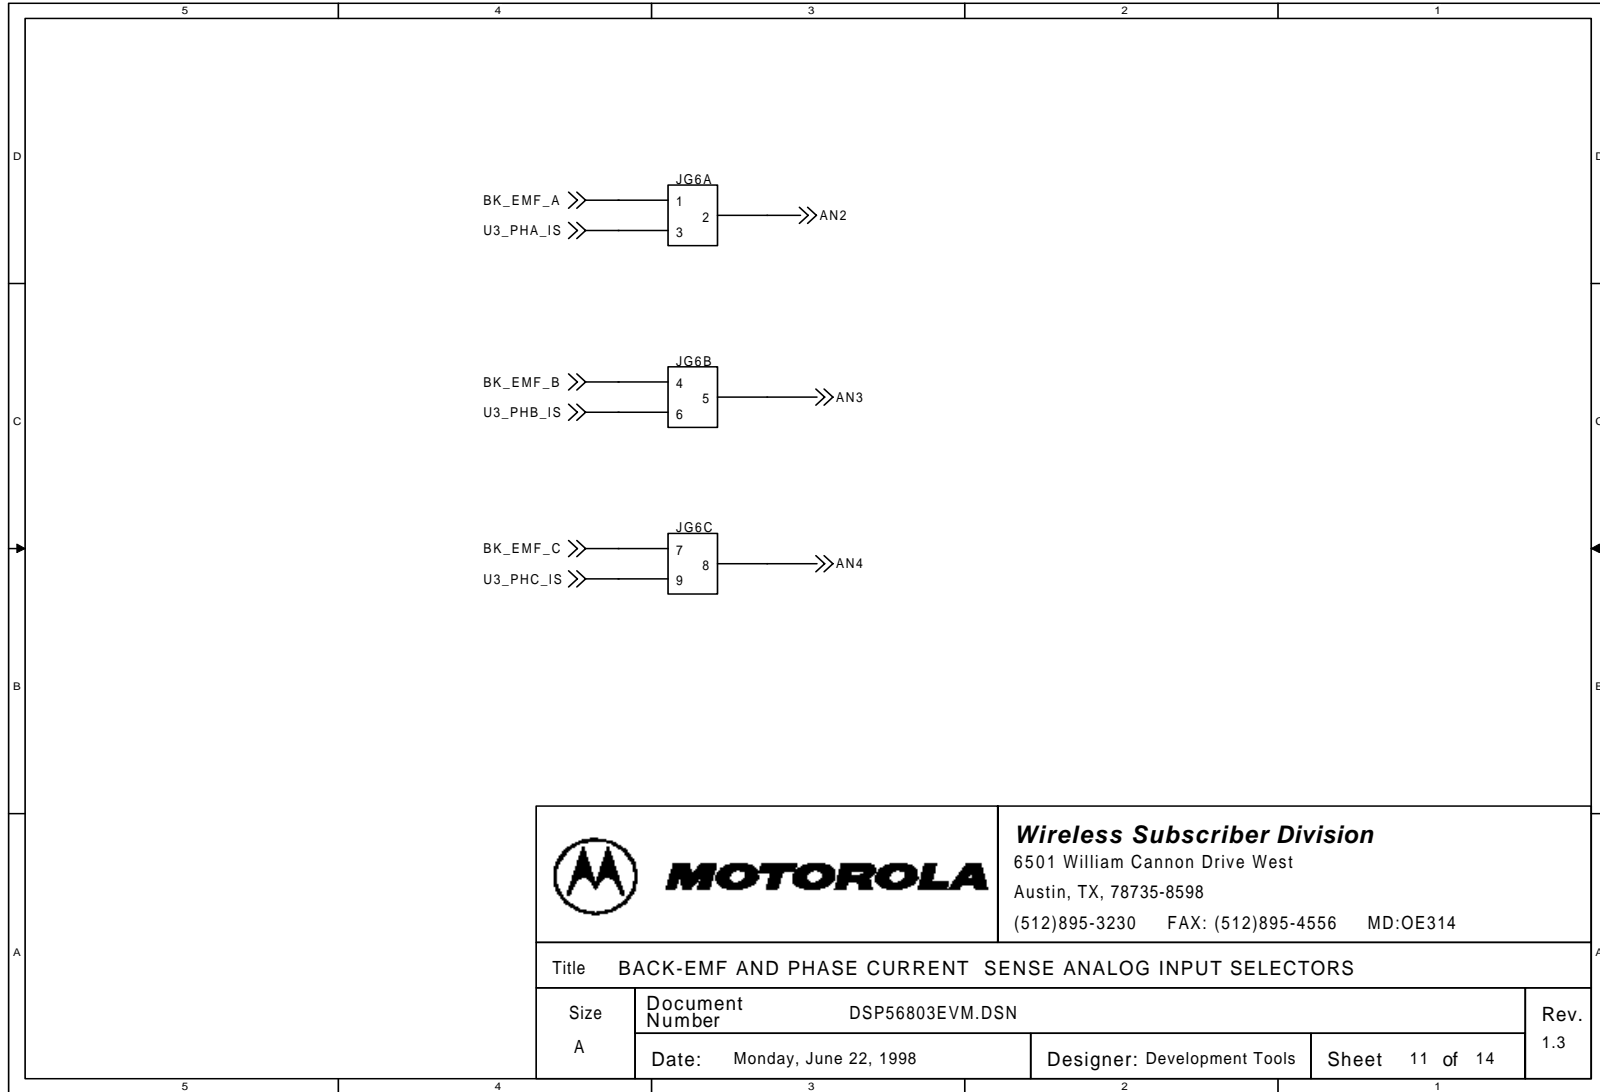 5 4 3 2 1
D D
JG6A
BK_EMF_A 1
2 AN2
U3_PHA_IS 3
JG6B
BK_EMF_B 4
5 AN3
C C
U3_PHB_IS 6
JG6C
BK_EMF_C 7
8 AN4
U3_PHC_IS 9
B B
MOTOROLA
Wireless Subscriber Division
6501 William Cannon Drive West
Austin, TX, 78735-8598
(512)895-3230 FAX: (512)895-4556 MD:OE314
A A
Title BACK-EMF AND PHASE CURRENT SENSE ANALOG INPUT SELECTORS
Size
A
Document
Number
DSP56803EVM.DSN
Rev.
1.3
Date: Monday, June 22, 1998
Designer: Development Tools
Sheet 11 of 14
5 4 3 2 1